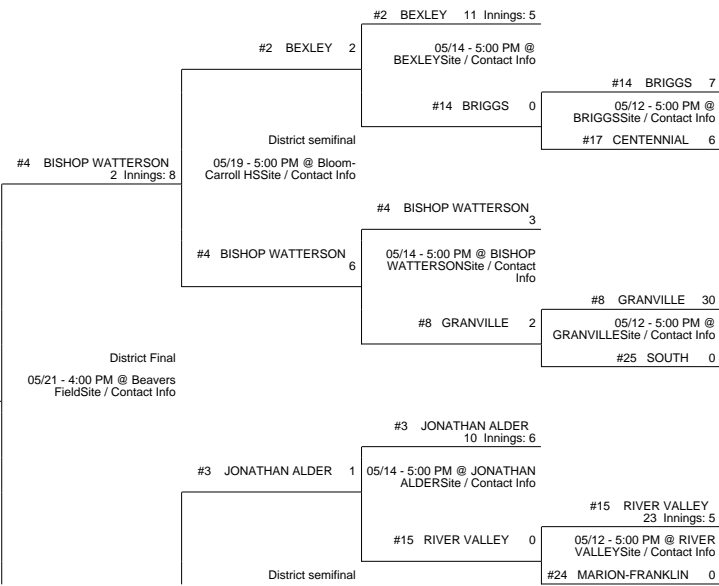 #2 BEXLEY 11 Innings: 5
#2 BEXLEY 2
05/14 - 5:00 PM @
BEXLEYSite / Contact Info
#14 BRIGGS 7
#14 BRIGGS 0
05/12 - 5:00 PM @
BRIGGSSite / Contact Info
#17 CENTENNIAL 6
District semifinal
05/19 - 5:00 PM @ Bloom-
Carroll HSSite / Contact Info
#4 BISHOP WATTERSON
2 Innings: 8
#4 BISHOP WATTERSON
3
#4 BISHOP WATTERSON
6
05/14 - 5:00 PM @ BISHOP
WATTERSONSite / Contact
Info
#8 GRANVILLE 30
#8 GRANVILLE 2
05/12 - 5:00 PM @
GRANVILLESite / Contact Info
#25 SOUTH 0
District Final
05/21 - 4:00 PM @ Beavers
FieldSite / Contact Info
#3 JONATHAN ALDER
10 Innings: 6
#3 JONATHAN ALDER 1
05/14 - 5:00 PM @ JONATHAN
ALDERSite / Contact Info
#15 RIVER VALLEY
23 Innings: 5
#15 RIVER VALLEY 0
05/12 - 5:00 PM @ RIVER
VALLEYSite / Contact Info
#24 MARION-FRANKLIN 0
District semifinal